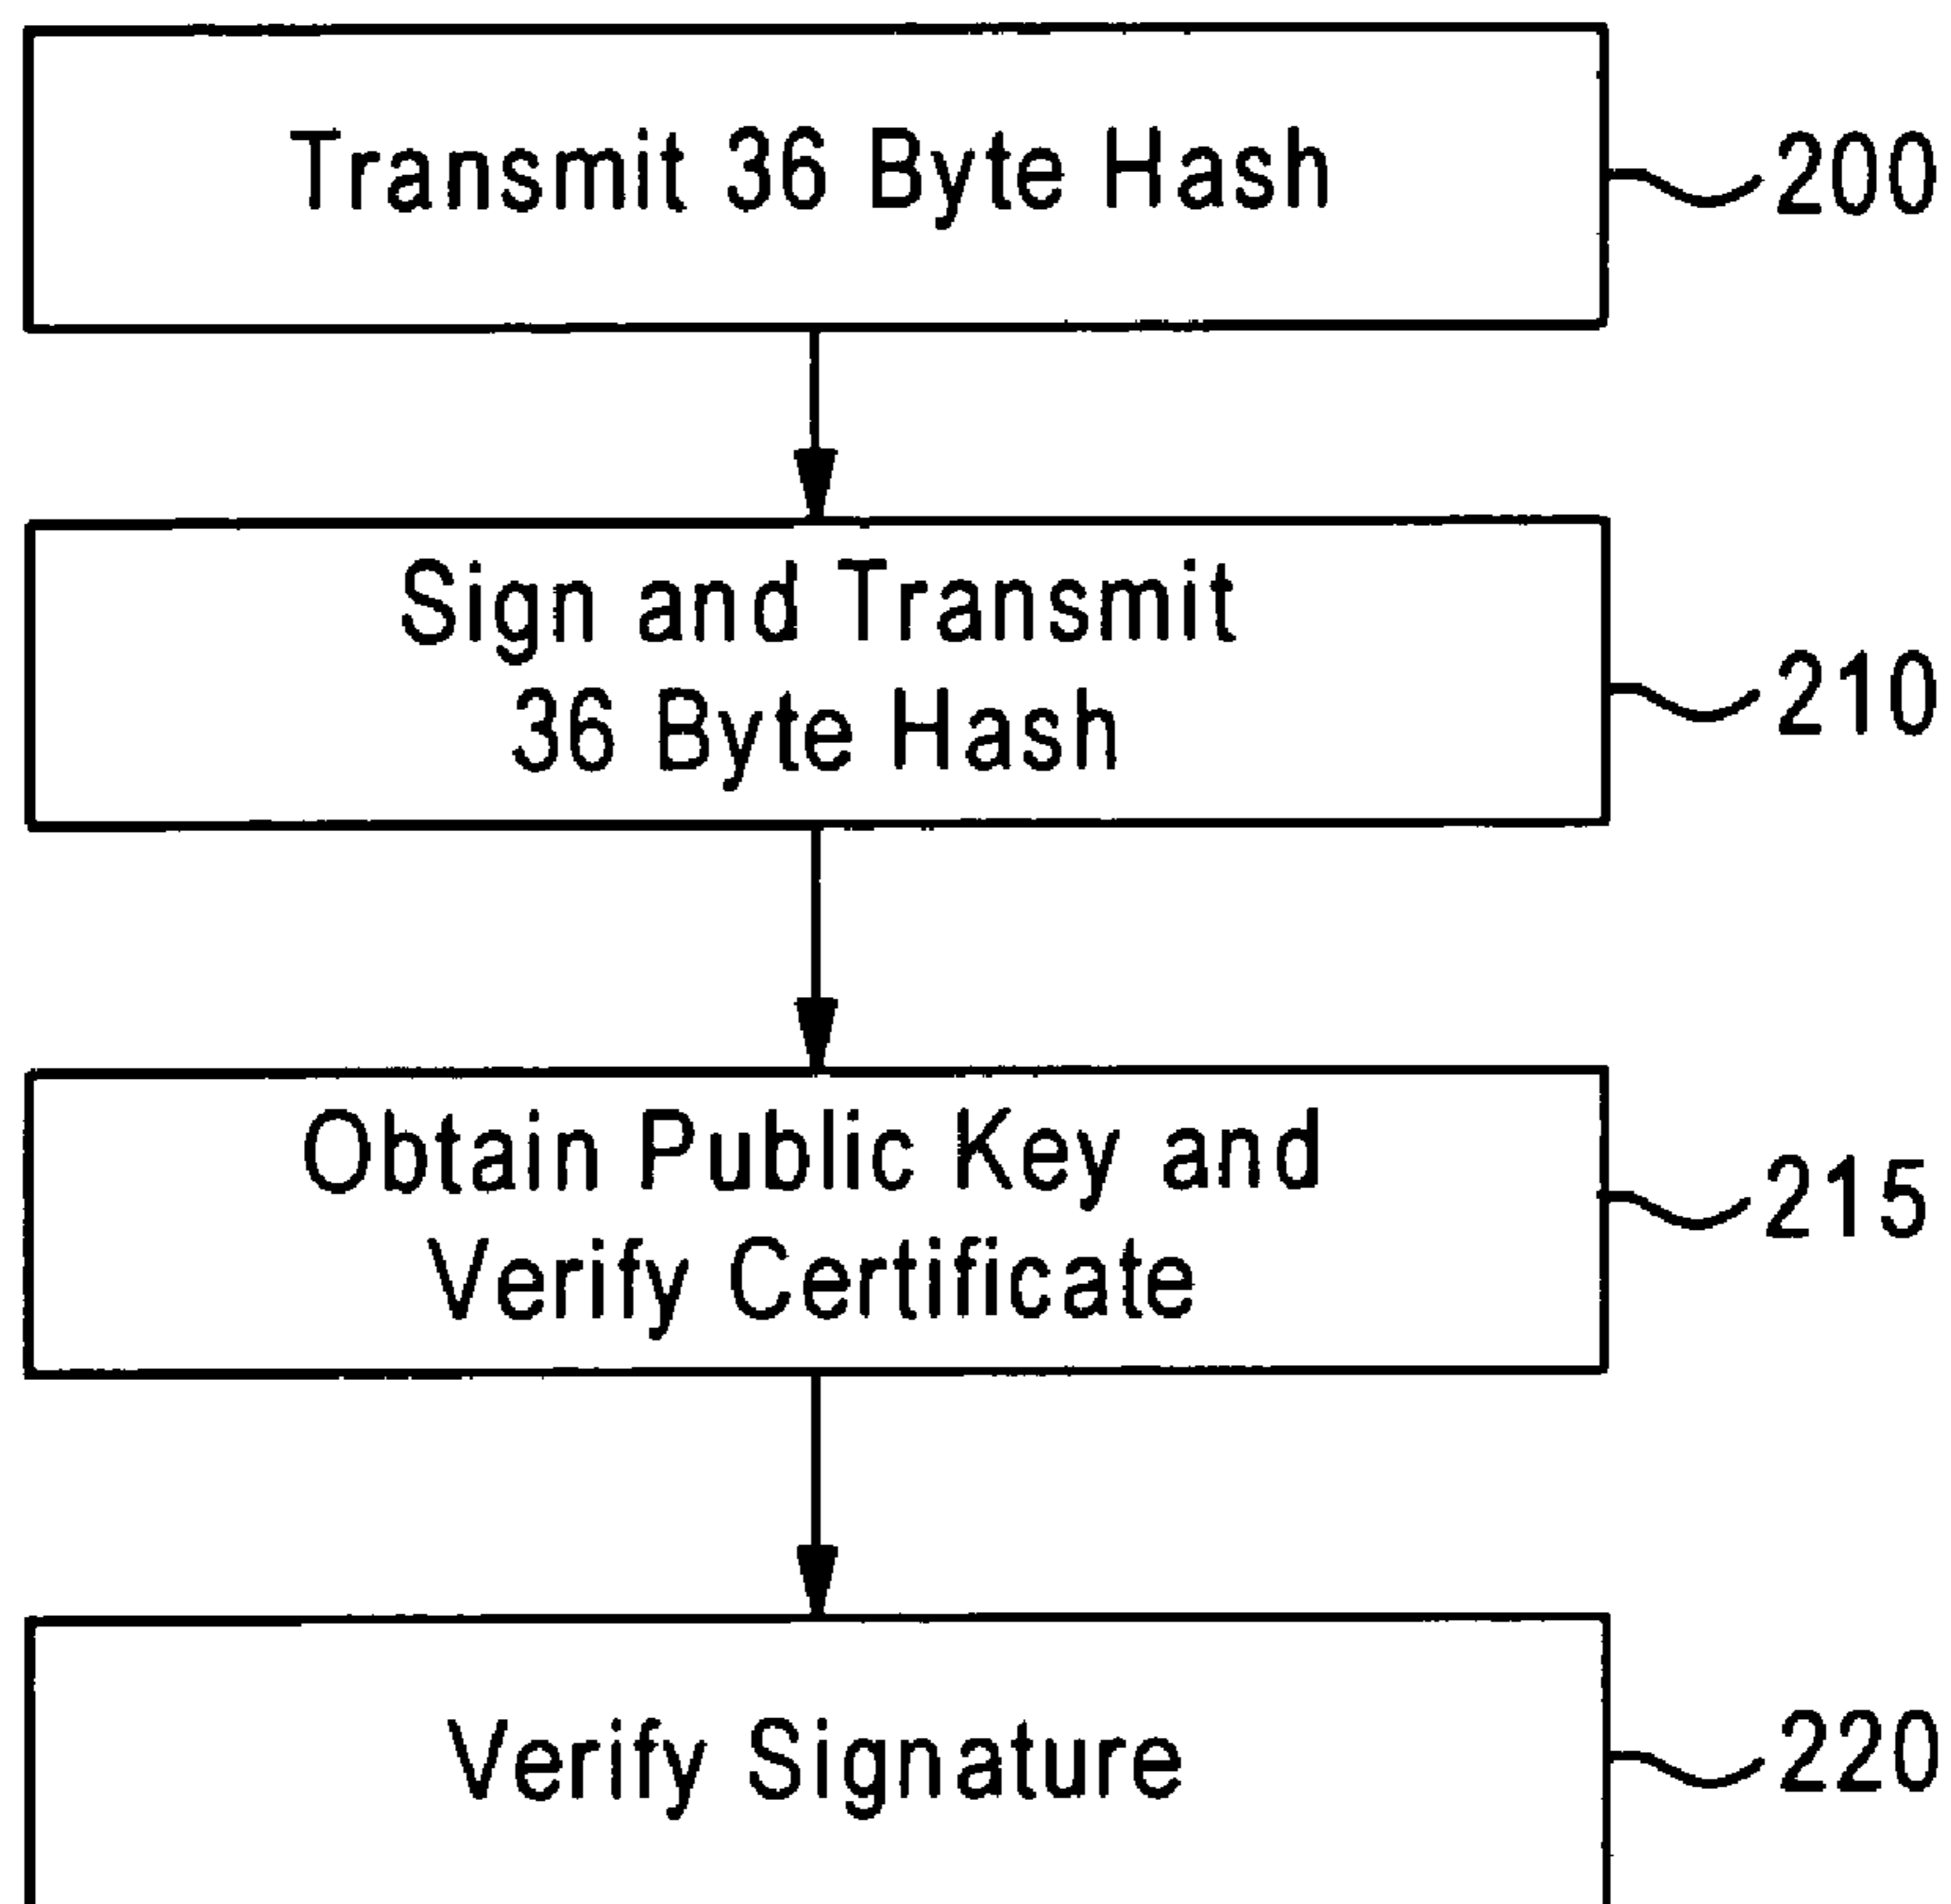 Transmit 36 Byte Hash
200
Sign and Transmit
36 Byte Hash
210
Obtain Public Key and
Verify Certificate
215
Verify Signature
220